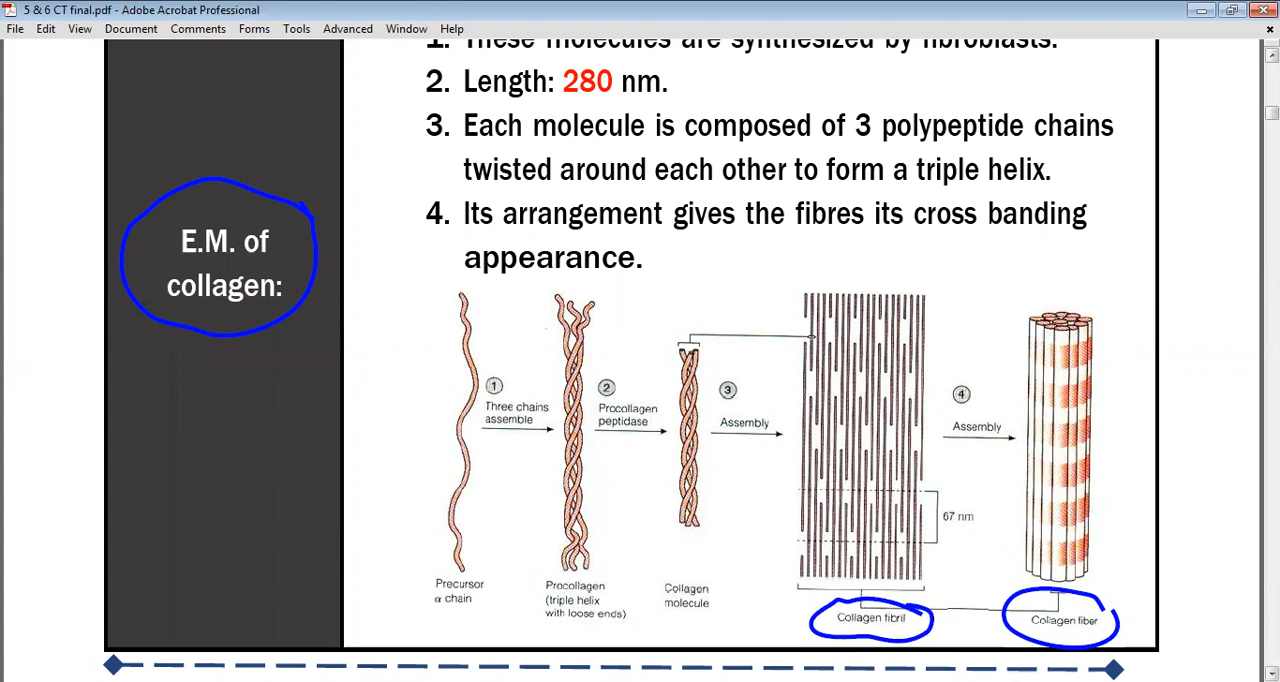 5 & 6 CT final.pdf - Adobe Acrobat Professional
File Edit View Document Comments Forms Tools Advanced Window Help
1. These molecules are synthesized by fibroblasts.
2. Length: 280 nm.
3. Each molecule is composed of 3 polypeptide chains
twisted around each other to form a triple helix.
4. Its arrangement gives the fibres its cross banding
appearance.
E.M. of
collagen:
1
Three chains
assemble
2
Procollagen
peptidase
3
Assembly
4
Assembly
67 nm
Precursor
α chain
Procollagen
(triple helix
with loose ends)
Collagen
molecule
Collagen fibril
Collagen fiber